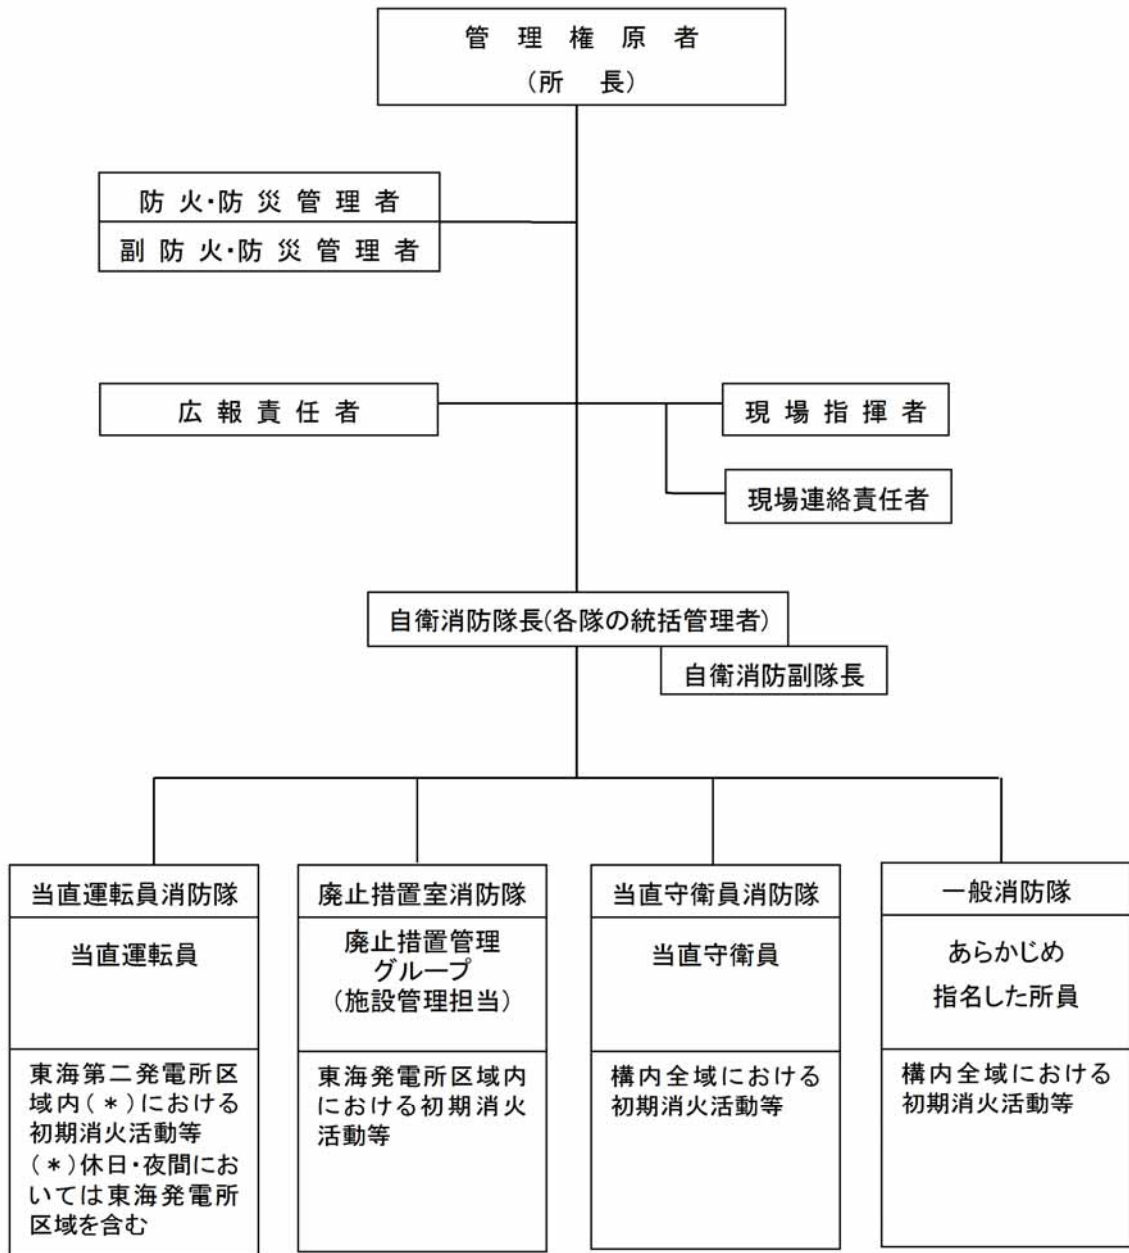 管理権原者
(所 長)
防火・防災管理者
副防火・防災管理者
広報責任者
現場指揮者
現場連絡責任者
自衛消防隊長(各隊の統括管理者)
自衛消防副隊長
当直運転員消防隊
当直運転員
東海第二発電所区
域内(*)における
初期消火活動等
(*)休日・夜間にお
いては東海発電所
区域を含む
廃止措置室消防隊
廃止措置管理
グループ
(施設管理担当)
東海発電所区域内
における初期消火
活動等
当直守衛員消防隊
当直守衛員
構内全域における
初期消火活動等
一般消防隊
あらかじめ
指名した所員
構内全域における
初期消火活動等